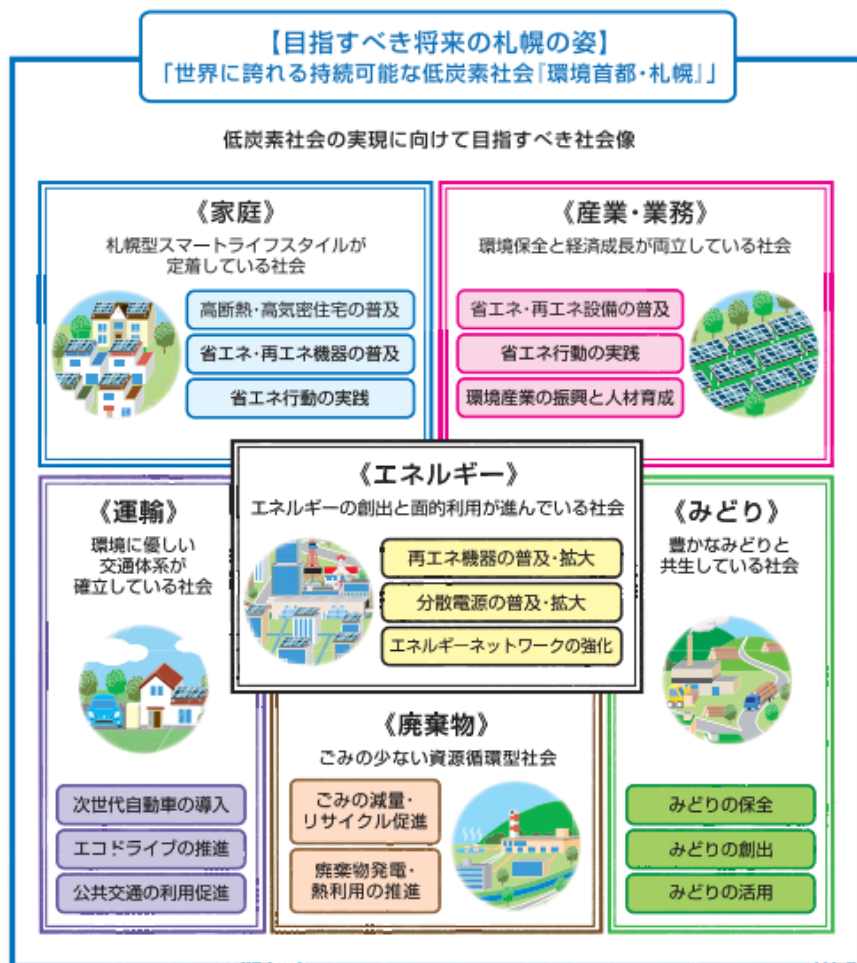 【目指すべき将来の札幌の姿】
「世界に誇れる持続可能な低炭素社会『環境首都・札幌』」
低炭素社会の実現に向けて目指すべき社会像
《家庭》
札幌型スマートライフスタイルが
定着している社会
高断熱・高気密住宅の普及
省エネ・再エネ機器の普及
省エネ行動の実践
《産業・業務》
環境保全と経済成長が両立している社会
省エネ・再エネ設備の普及
省エネ行動の実践
環境産業の振興と人材育成
《エネルギー》
エネルギーの創出と面的利用が進んでいる社会
再エネ機器の普及・拡大
分散電源の普及・拡大
エネルギーネットワークの強化
《運輸》
環境に優しい
交通体系が
確立している社会
次世代自動車の導入
エコドライブの推進
公共交通の利用促進
《廃棄物》
ごみの少ない資源循環型社会
ごみの減量・
リサイクル促進
廃棄物発電・
熱利用の推進
《みどり》
豊かなみどりと
共生している社会
みどりの保全
みどりの創出
みどりの活用